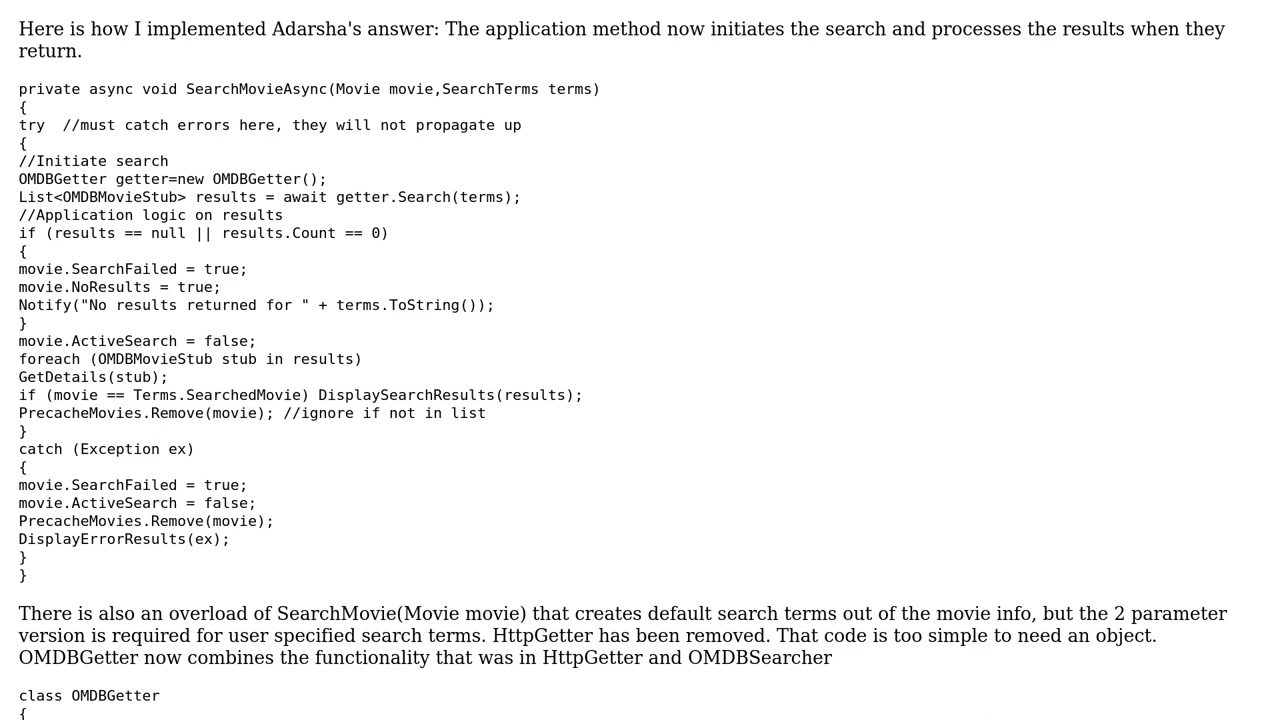 Here is how I implemented Adarsha's answer: The application method now initiates the search and processes the results when they
return.
private async void SearchMovieAsync(Movie movie,SearchTerms terms)
{
try  //must catch errors here, they will not propagate up
{
//Initiate search
OMDBGetter getter=new OMDBGetter();
List<OMDBMovieStub> results = await getter.Search(terms);
//Application logic on results
if (results == null || results.Count == 0)
{
movie.SearchFailed = true;
movie.NoResults = true;
Notify("No results returned for " + terms.ToString());
}
movie.ActiveSearch = false;
foreach (OMDBMovieStub stub in results)
GetDetails(stub);
if (movie == Terms.SearchedMovie) DisplaySearchResults(results);
PrecacheMovies.Remove(movie); //ignore if not in list
}
catch (Exception ex)
{
movie.SearchFailed = true;
movie.ActiveSearch = false;
PrecacheMovies.Remove(movie);
DisplayErrorResults(ex);
}
}
There is also an overload of SearchMovie(Movie movie) that creates default search terms out of the movie info, but the 2 parameter
version is required for user specified search terms. HttpGetter has been removed. That code is too simple to need an object.
OMDBGetter now combines the functionality that was in HttpGetter and OMDBSearcher
class OMDBGetter
{